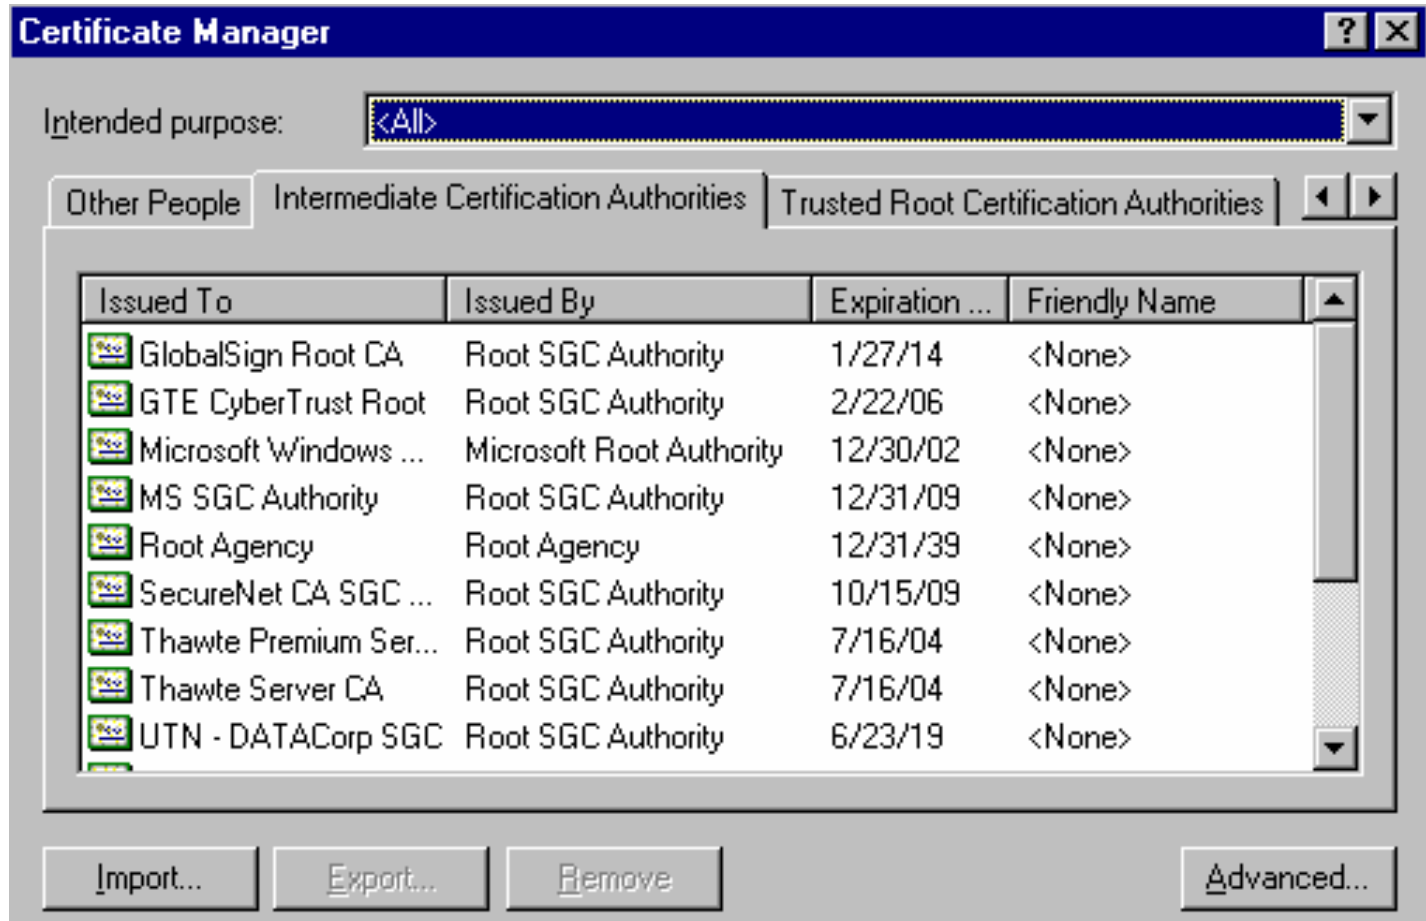 Certificate Manager
Intended purpose: <All>
Other People Intermediate Certification Authorities Trusted Root Certification Authorities
Issued To Issued By Expiration ... Friendly Name
GlobalSign Root CA Root SGC Authority 1/27/14 <None>
GTE CyberTrust Root Root SGC Authority 2/22/06 <None>
Microsoft Windows ... Microsoft Root Authority 12/30/02 <None>
MS SGC Authority Root SGC Authority 12/31/09 <None>
Root Agency Root Agency 12/31/39 <None>
SecureNet CA SGC ... Root SGC Authority 10/15/09 <None>
Thawte Premium Ser... Root SGC Authority 7/16/04 <None>
Thawte Server CA Root SGC Authority 7/16/04 <None>
UTN - DATACorp SGC Root SGC Authority 6/23/19 <None>
Import... Export... Remove Advanced...